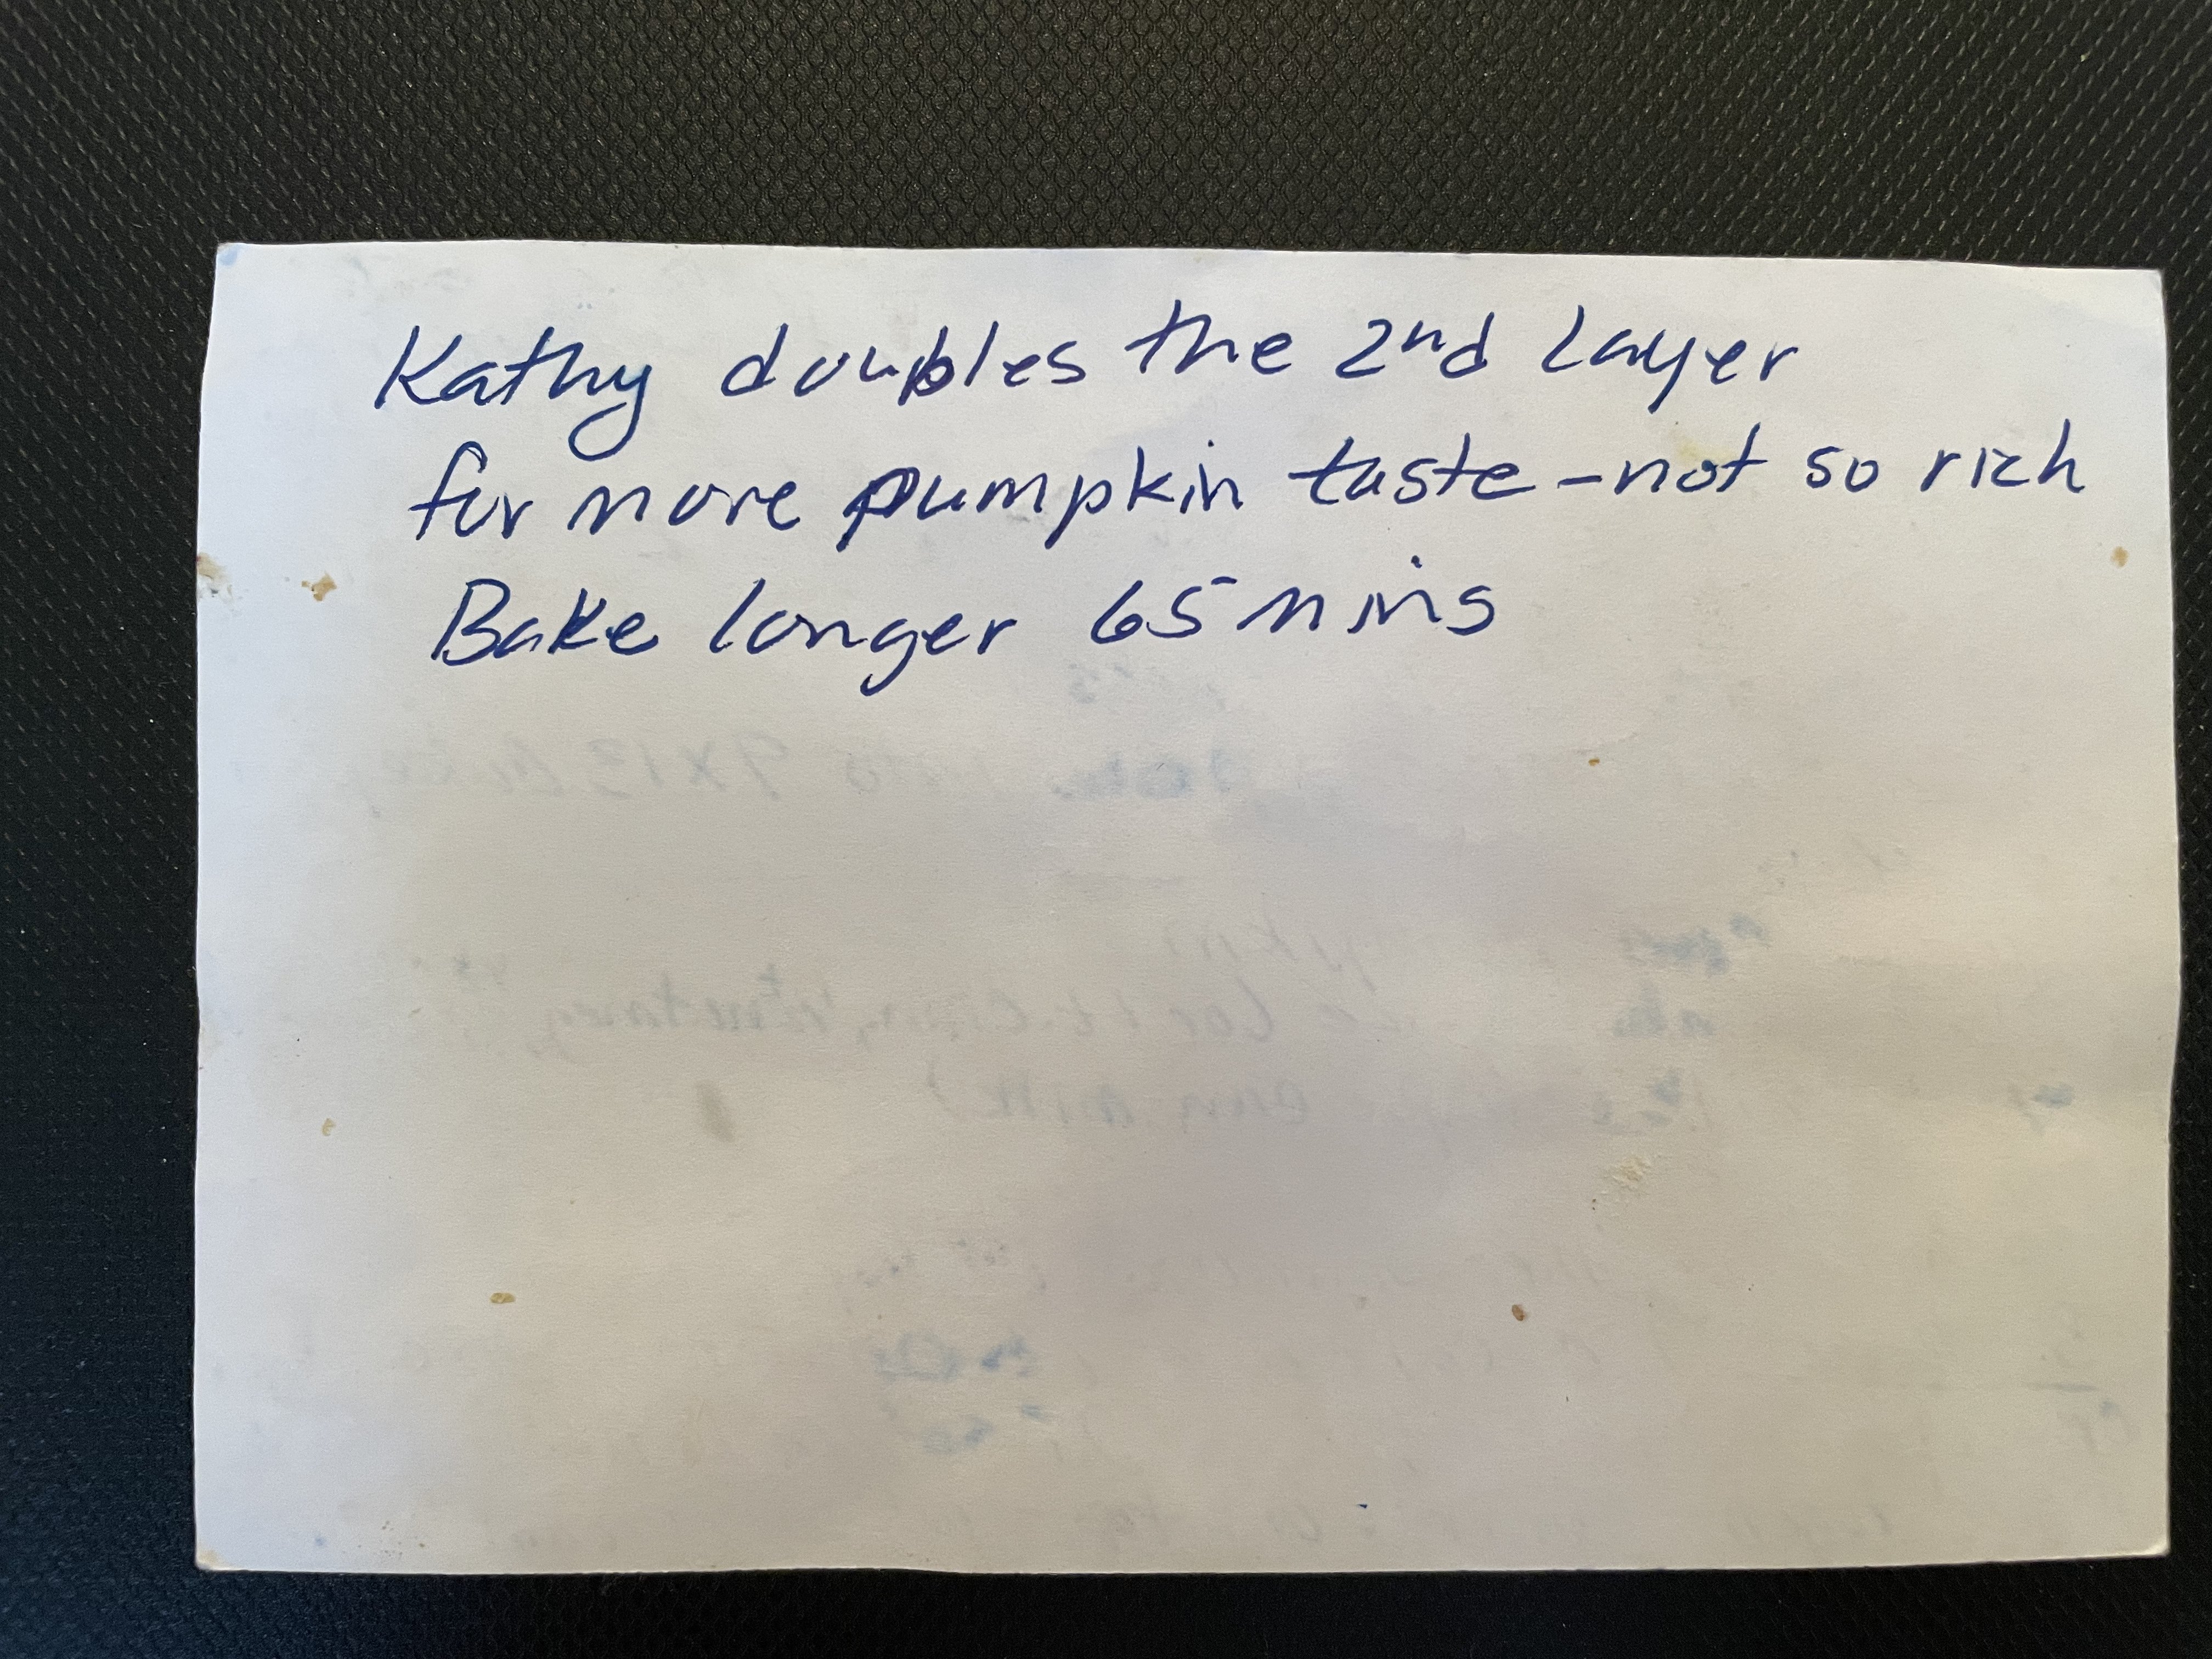 Kathy doubles the 2nd layer
for more pumpkin taste - not so rich
Bake longer 65 mins